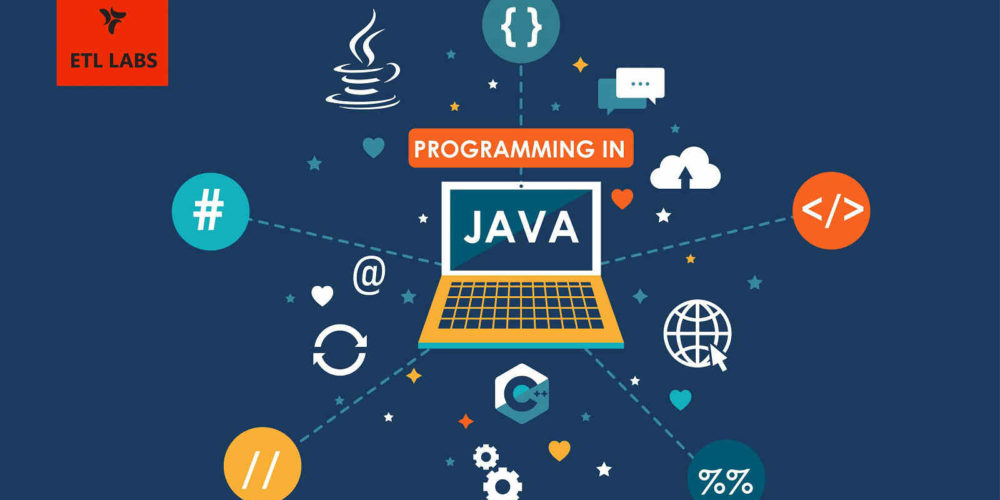 ETL LABS
{}
...
PROGRAMMING IN
JAVA
#
</>
@
C++
//
%%